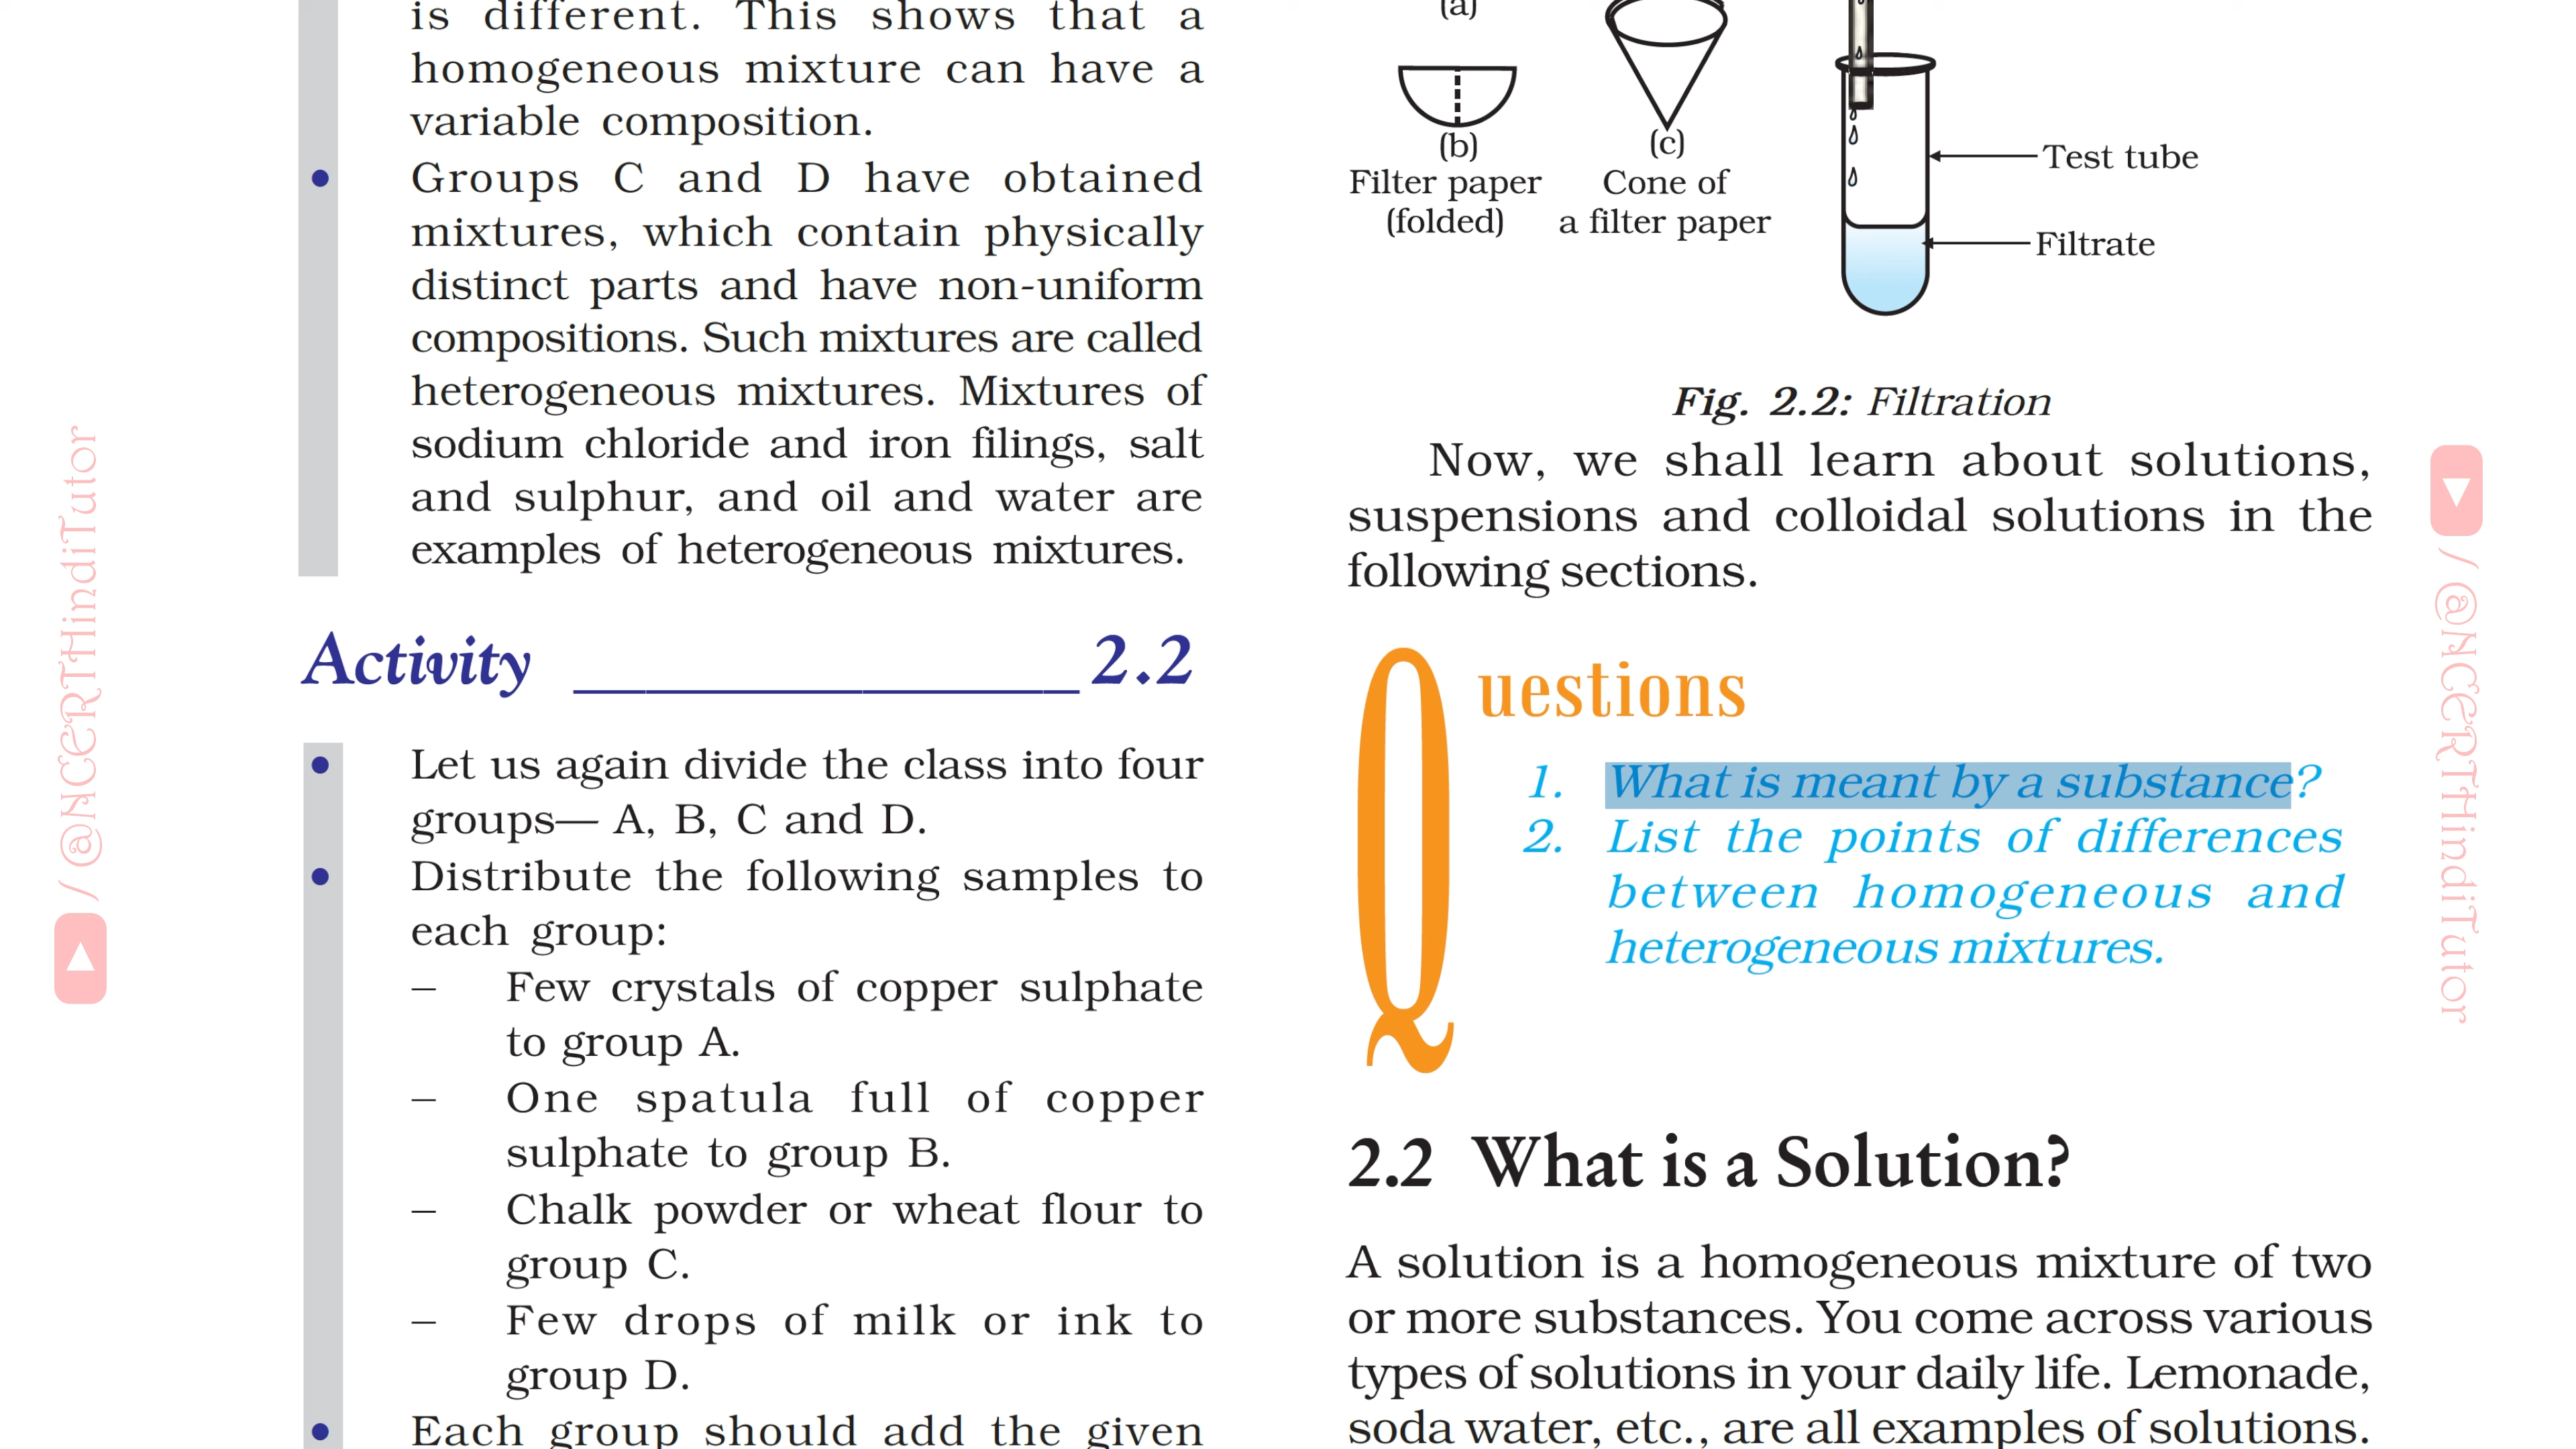 is different. This shows that a
homogeneous mixture can have a
variable composition.
• Groups C and D have obtained
mixtures, which contain physically
distinct parts and have non-uniform
compositions. Such mixtures are called
heterogeneous mixtures. Mixtures of
sodium chloride and iron filings, salt
and sulphur, and oil and water are
examples of heterogeneous mixtures.
Activity 2.2
• Let us again divide the class into four
groups— A, B, C and D.
• Distribute the following samples to
each group:
– Few crystals of copper sulphate
to group A.
– One spatula full of copper
sulphate to group B.
– Chalk powder or wheat flour to
group C.
– Few drops of milk or ink to
group D.
• Each group should add the given
(a)
(b)
Filter paper
(folded)
(c)
Cone of
a filter paper
Test tube
Filtrate
Fig. 2.2: Filtration
Now, we shall learn about solutions,
suspensions and colloidal solutions in the
following sections.
Questions
1. What is meant by a substance?
2. List the points of differences
between homogeneous and
heterogeneous mixtures.
2.2 What is a Solution?
A solution is a homogeneous mixture of two
or more substances. You come across various
types of solutions in your daily life. Lemonade,
soda water, etc., are all examples of solutions.
/ @NCERTHindiTutor
/ @NCERTHindiTutor